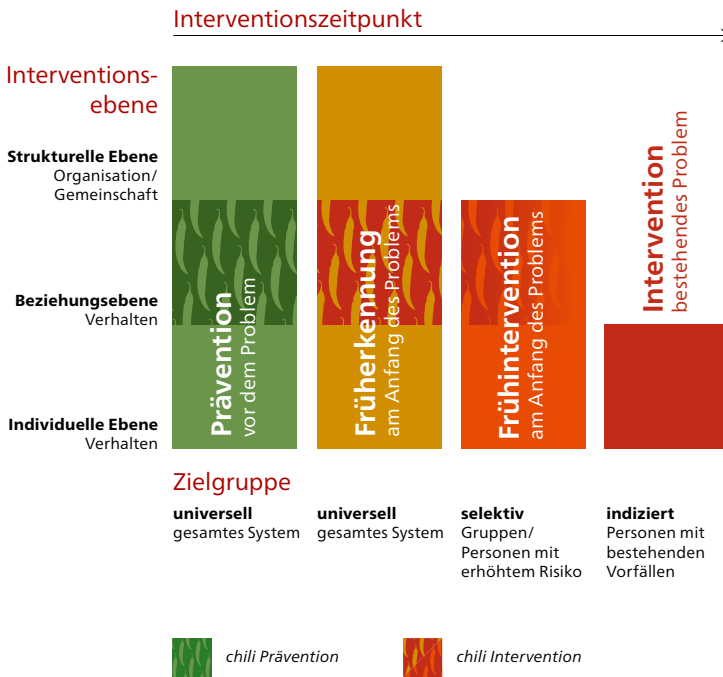 Interventionszeitpunkt
Interventions-
ebene
Strukturelle Ebene
Organisation/
Gemeinschaft
Beziehungsebene
Verhalten
Individuelle Ebene
Verhalten
Prävention
vor dem Problem
Früherkennung
am Anfang des Problems
Frühintervention
am Anfang des Problems
Intervention
bestehendes Problem
Zielgruppe
universell
gesamtes System
universell
gesamtes System
selektiv
Gruppen/
Personen mit
erhöhtem Risiko
indiziert
Personen mit
bestehenden
Vorfällen
chili Prävention
chili Intervention